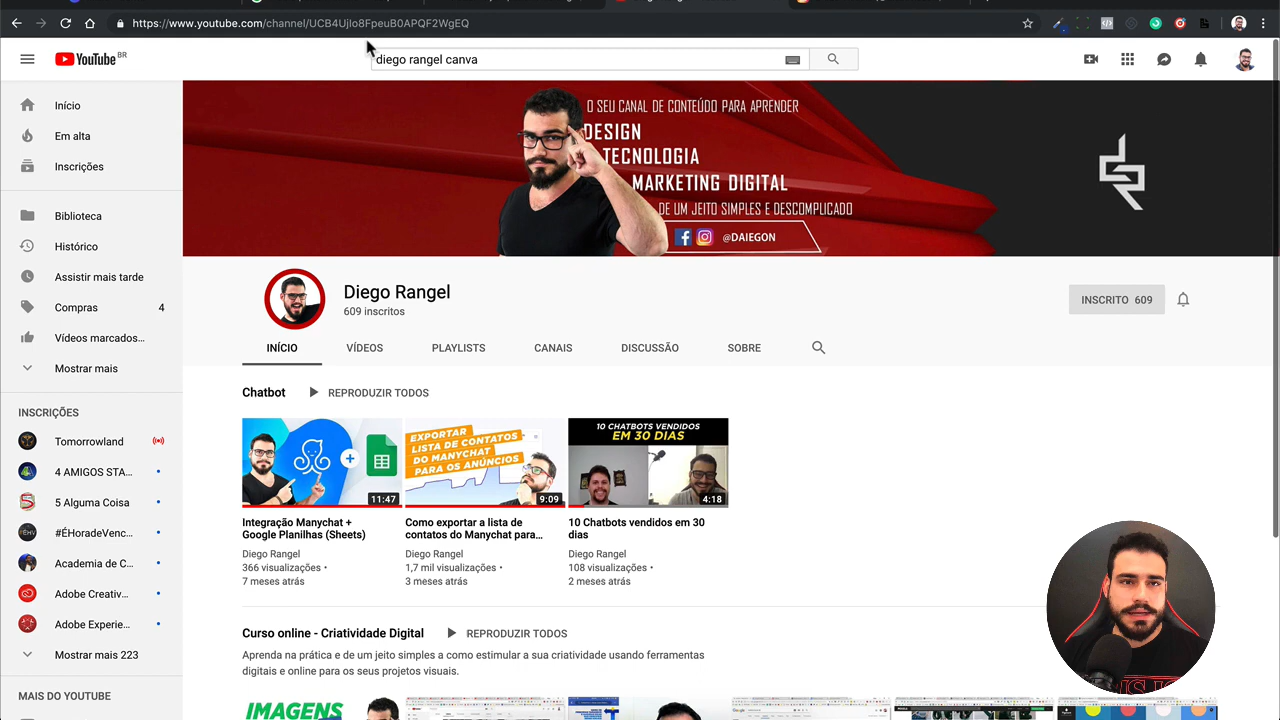 https://www.youtube.com/channel/UCB4Ujlo8FpeuB0APQF2WgEQ
YouTube BR
diego rangel canva
Início
Em alta
Inscrições
Biblioteca
Histórico
Assistir mais tarde
Compras 4
Vídeos marcados...
Mostrar mais
INSCRIÇÕES
Tomorrowland
4 AMIGOS STA...
5 Alguma Coisa
#ÉHoradeVenc...
Academia de C...
Adobe Creativ...
Adobe Experie...
Mostrar mais 223
MAIS DO YOUTUBE
O SEU CANAL DE CONTEÚDO PARA APRENDER
DESIGN
TECNOLOGIA
MARKETING DIGITAL
DE UM JEITO SIMPLES E DESCOMPLICADO
@DAIEGON
Diego Rangel
609 inscritos
INSCRITO 609
INÍCIO VÍDEOS PLAYLISTS CANAIS DISCUSSÃO SOBRE
Chatbot REPRODUZIR TODOS
11:47
Integração Manychat +
Google Planilhas (Sheets)
Diego Rangel
366 visualizações •
7 meses atrás
EXPORTAR
LISTA DE CONTATOS
DO MANYCHAT
PARA OS ANÚNCIOS
9:09
Como exportar a lista de
contatos do Manychat para...
Diego Rangel
1,7 mil visualizações •
3 meses atrás
10 CHATBOTS VENDIDOS
EM 30 DIAS
4:18
10 Chatbots vendidos em 30
dias
Diego Rangel
108 visualizações •
2 meses atrás
Curso online - Criatividade Digital REPRODUZIR TODOS
Aprenda na prática e de um jeito simples a como estimular a sua criatividade usando ferramentas
digitais e online para os seus projetos visuais.
IMAGENS